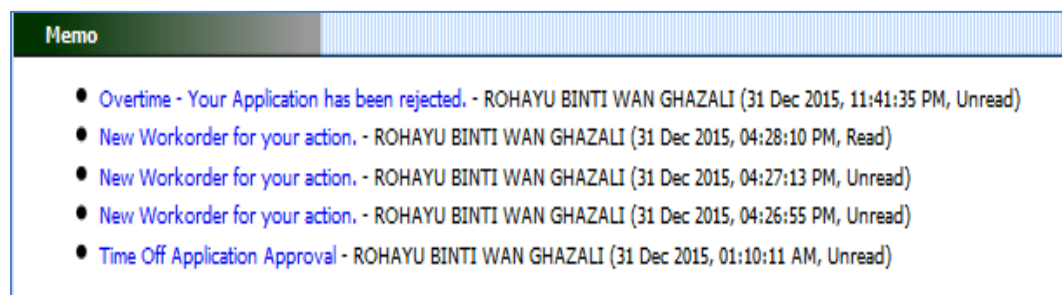 Memo
Overtime - Your Application has been rejected. - ROHAYU BINTI WAN GHAZALI (31 Dec 2015, 11:41:35 PM, Unread)
New Workorder for your action. - ROHAYU BINTI WAN GHAZALI (31 Dec 2015, 04:28:10 PM, Read)
New Workorder for your action. - ROHAYU BINTI WAN GHAZALI (31 Dec 2015, 04:27:13 PM, Unread)
New Workorder for your action. - ROHAYU BINTI WAN GHAZALI (31 Dec 2015, 04:26:55 PM, Unread)
Time Off Application Approval - ROHAYU BINTI WAN GHAZALI (31 Dec 2015, 01:10:11 AM, Unread)